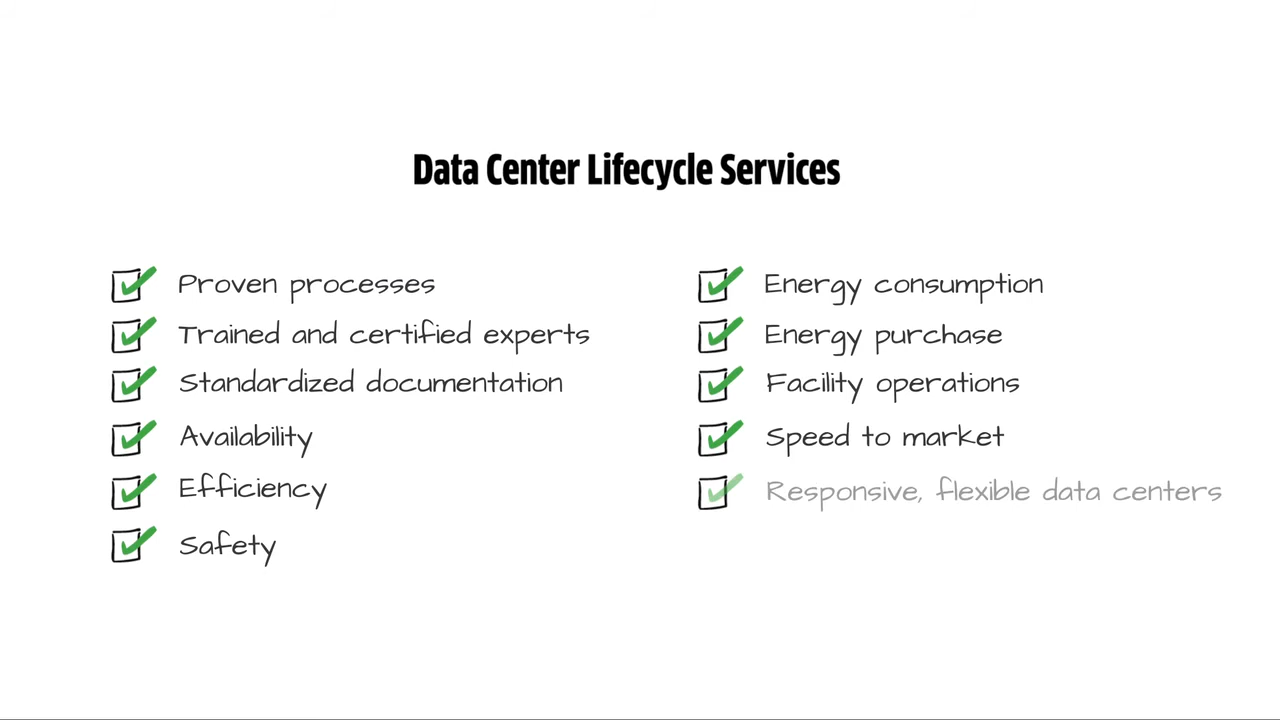 Data Center Lifecycle Services
Proven processes
Trained and certified experts
Standardized documentation
Availability
Efficiency
Safety
Energy consumption
Energy purchase
Facility operations
Speed to market
Responsive, flexible data centers